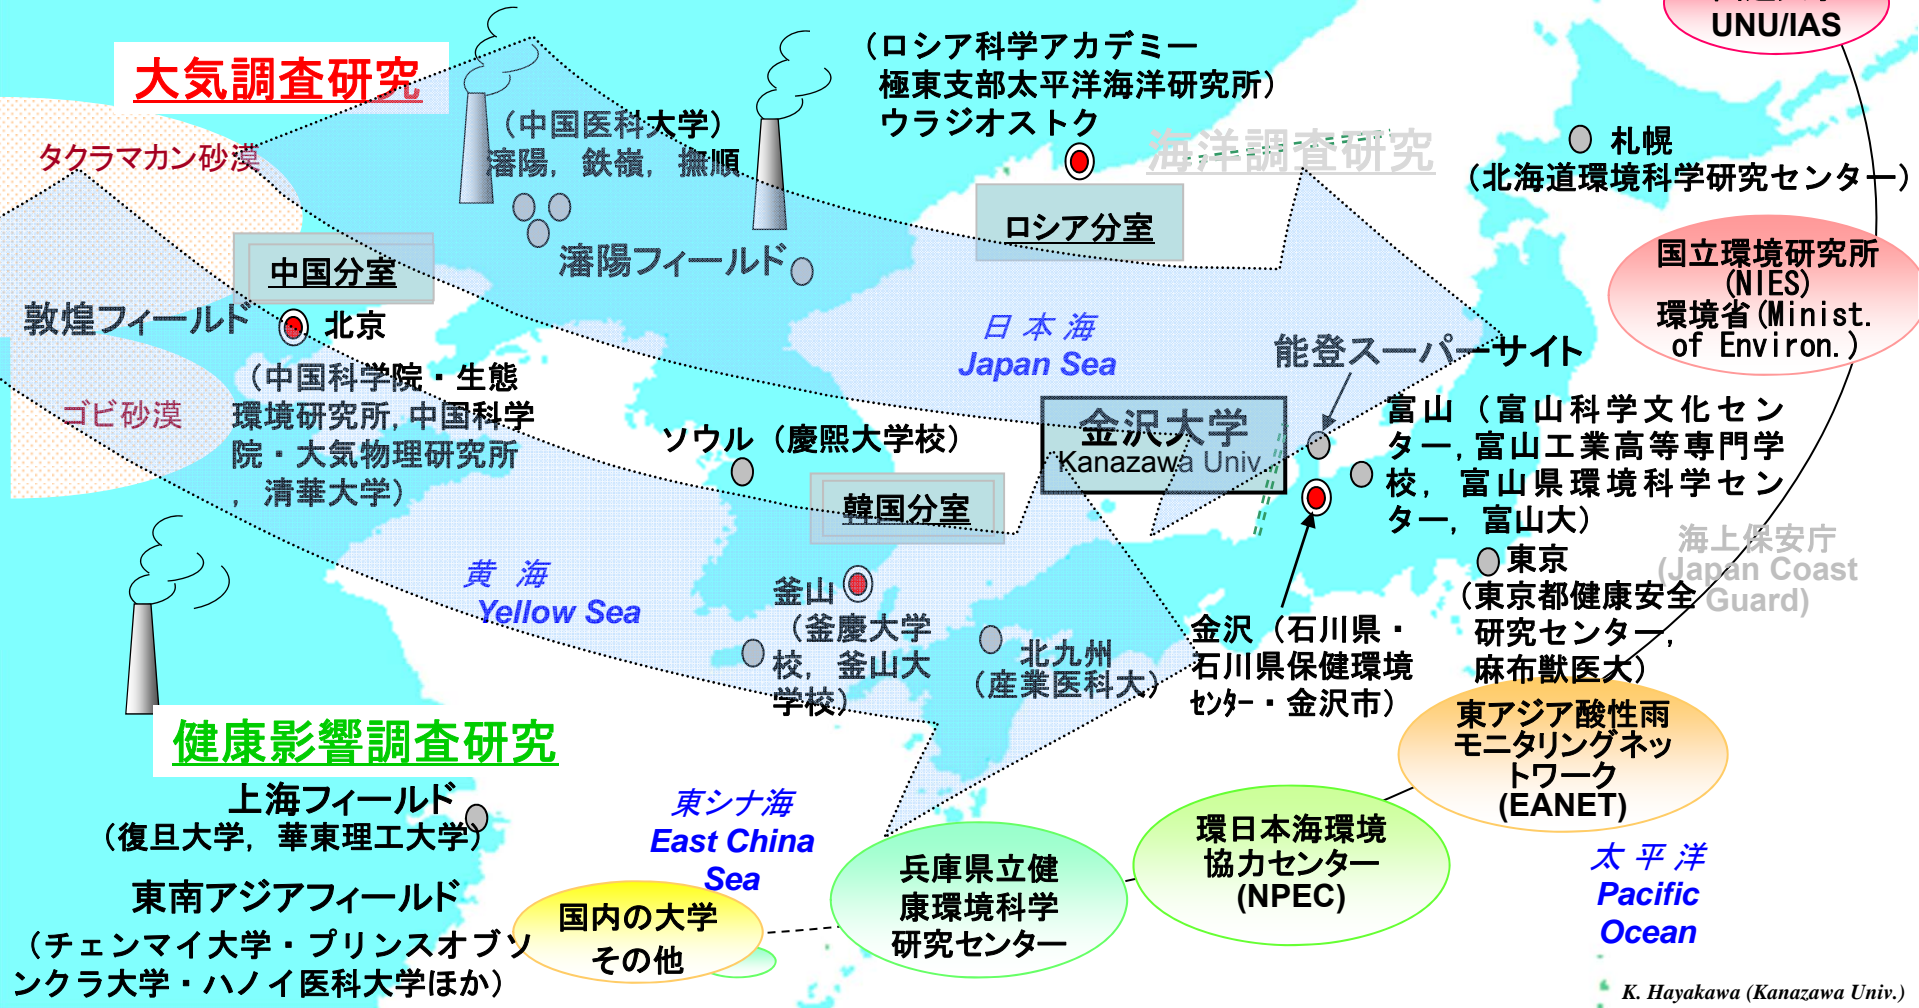 UNU/IAS
大気調査研究
(ロシア科学アカデミー
極東支部太平洋海洋研究所)
ウラジオストク
(中国医科大学)
瀋陽, 鉄嶺, 撫順
タクラマカン砂漠
海洋調査研究
札幌
(北海道環境科学研究センター)
ロシア分室
瀋陽フィールド
中国分室
国立環境研究所
(NIES)
環境省(Minist.
of Environ.)
敦煌フィールド
北京
日本海
Japan Sea
能登スーパーサイト
(中国科学院・生態
環境研究所,中国科学
院・大気物理研究所
, 清華大学)
ゴビ砂漠
ソウル (慶熙大学校)
金沢大学
Kanazawa Univ.
富山 (富山科学文化セン
ター,富山工業高等専門学
校, 富山県環境科学セン
ター, 富山大)
韓国分室
海上保安庁
(Japan Coast
Guard)
東京
(東京都健康安全
研究センター,
麻布獣医大)
黄海
Yellow Sea
釜山
(釜慶大学
校, 釜山大
学校)
北九州
(産業医科大)
金沢 (石川県・
石川県保健環境
センター・金沢市)
健康影響調査研究
東アジア酸性雨
モニタリングネッ
トワーク
(EANET)
上海フィールド
(復旦大学, 華東理工大学)
東シナ海
East China
Sea
環日本海環境
協力センター
(NPEC)
兵庫県立健
康環境科学
研究センター
太平洋
Pacific
Ocean
東南アジアフィールド
(チェンマイ大学・プリンスオブソ
ンクラ大学・ハノイ医科大学ほか)
国内の大学
その他
K. Hayakawa (Kanazawa Univ.)